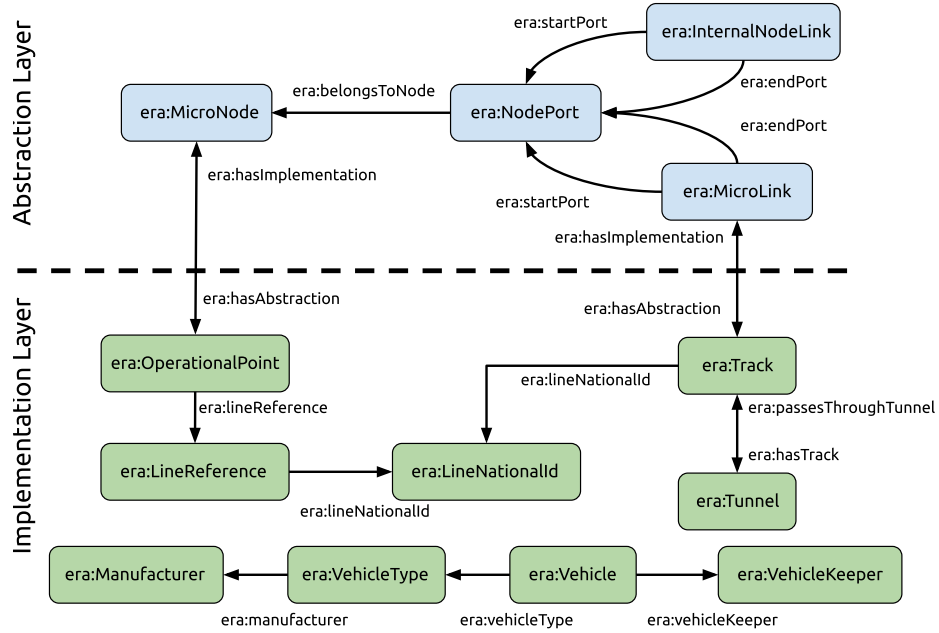 Abstraction Layer
era:startPort
era:InternalNodeLink
era:startPort
era:endPort
era:belongsToNode
era:MicroNode
era:NodePort
era:endPort
era:hasImplementation
era:MicroLink
era:startPort
era:hasImplementation
Implementation Layer
era:hasAbstraction
era:hasAbstraction
era:OperationalPoint
era:Track
era:lineNationalId
era:lineReference
era:passesThroughTunnel
era:hasTrack
era:LineReference
era:LineNationalId
era:lineNationalId
era:Tunnel
era:Manufacturer
era:VehicleType
era:Vehicle
era:VehicleKeeper
era:manufacturer
era:vehicleType
era:vehicleKeeper